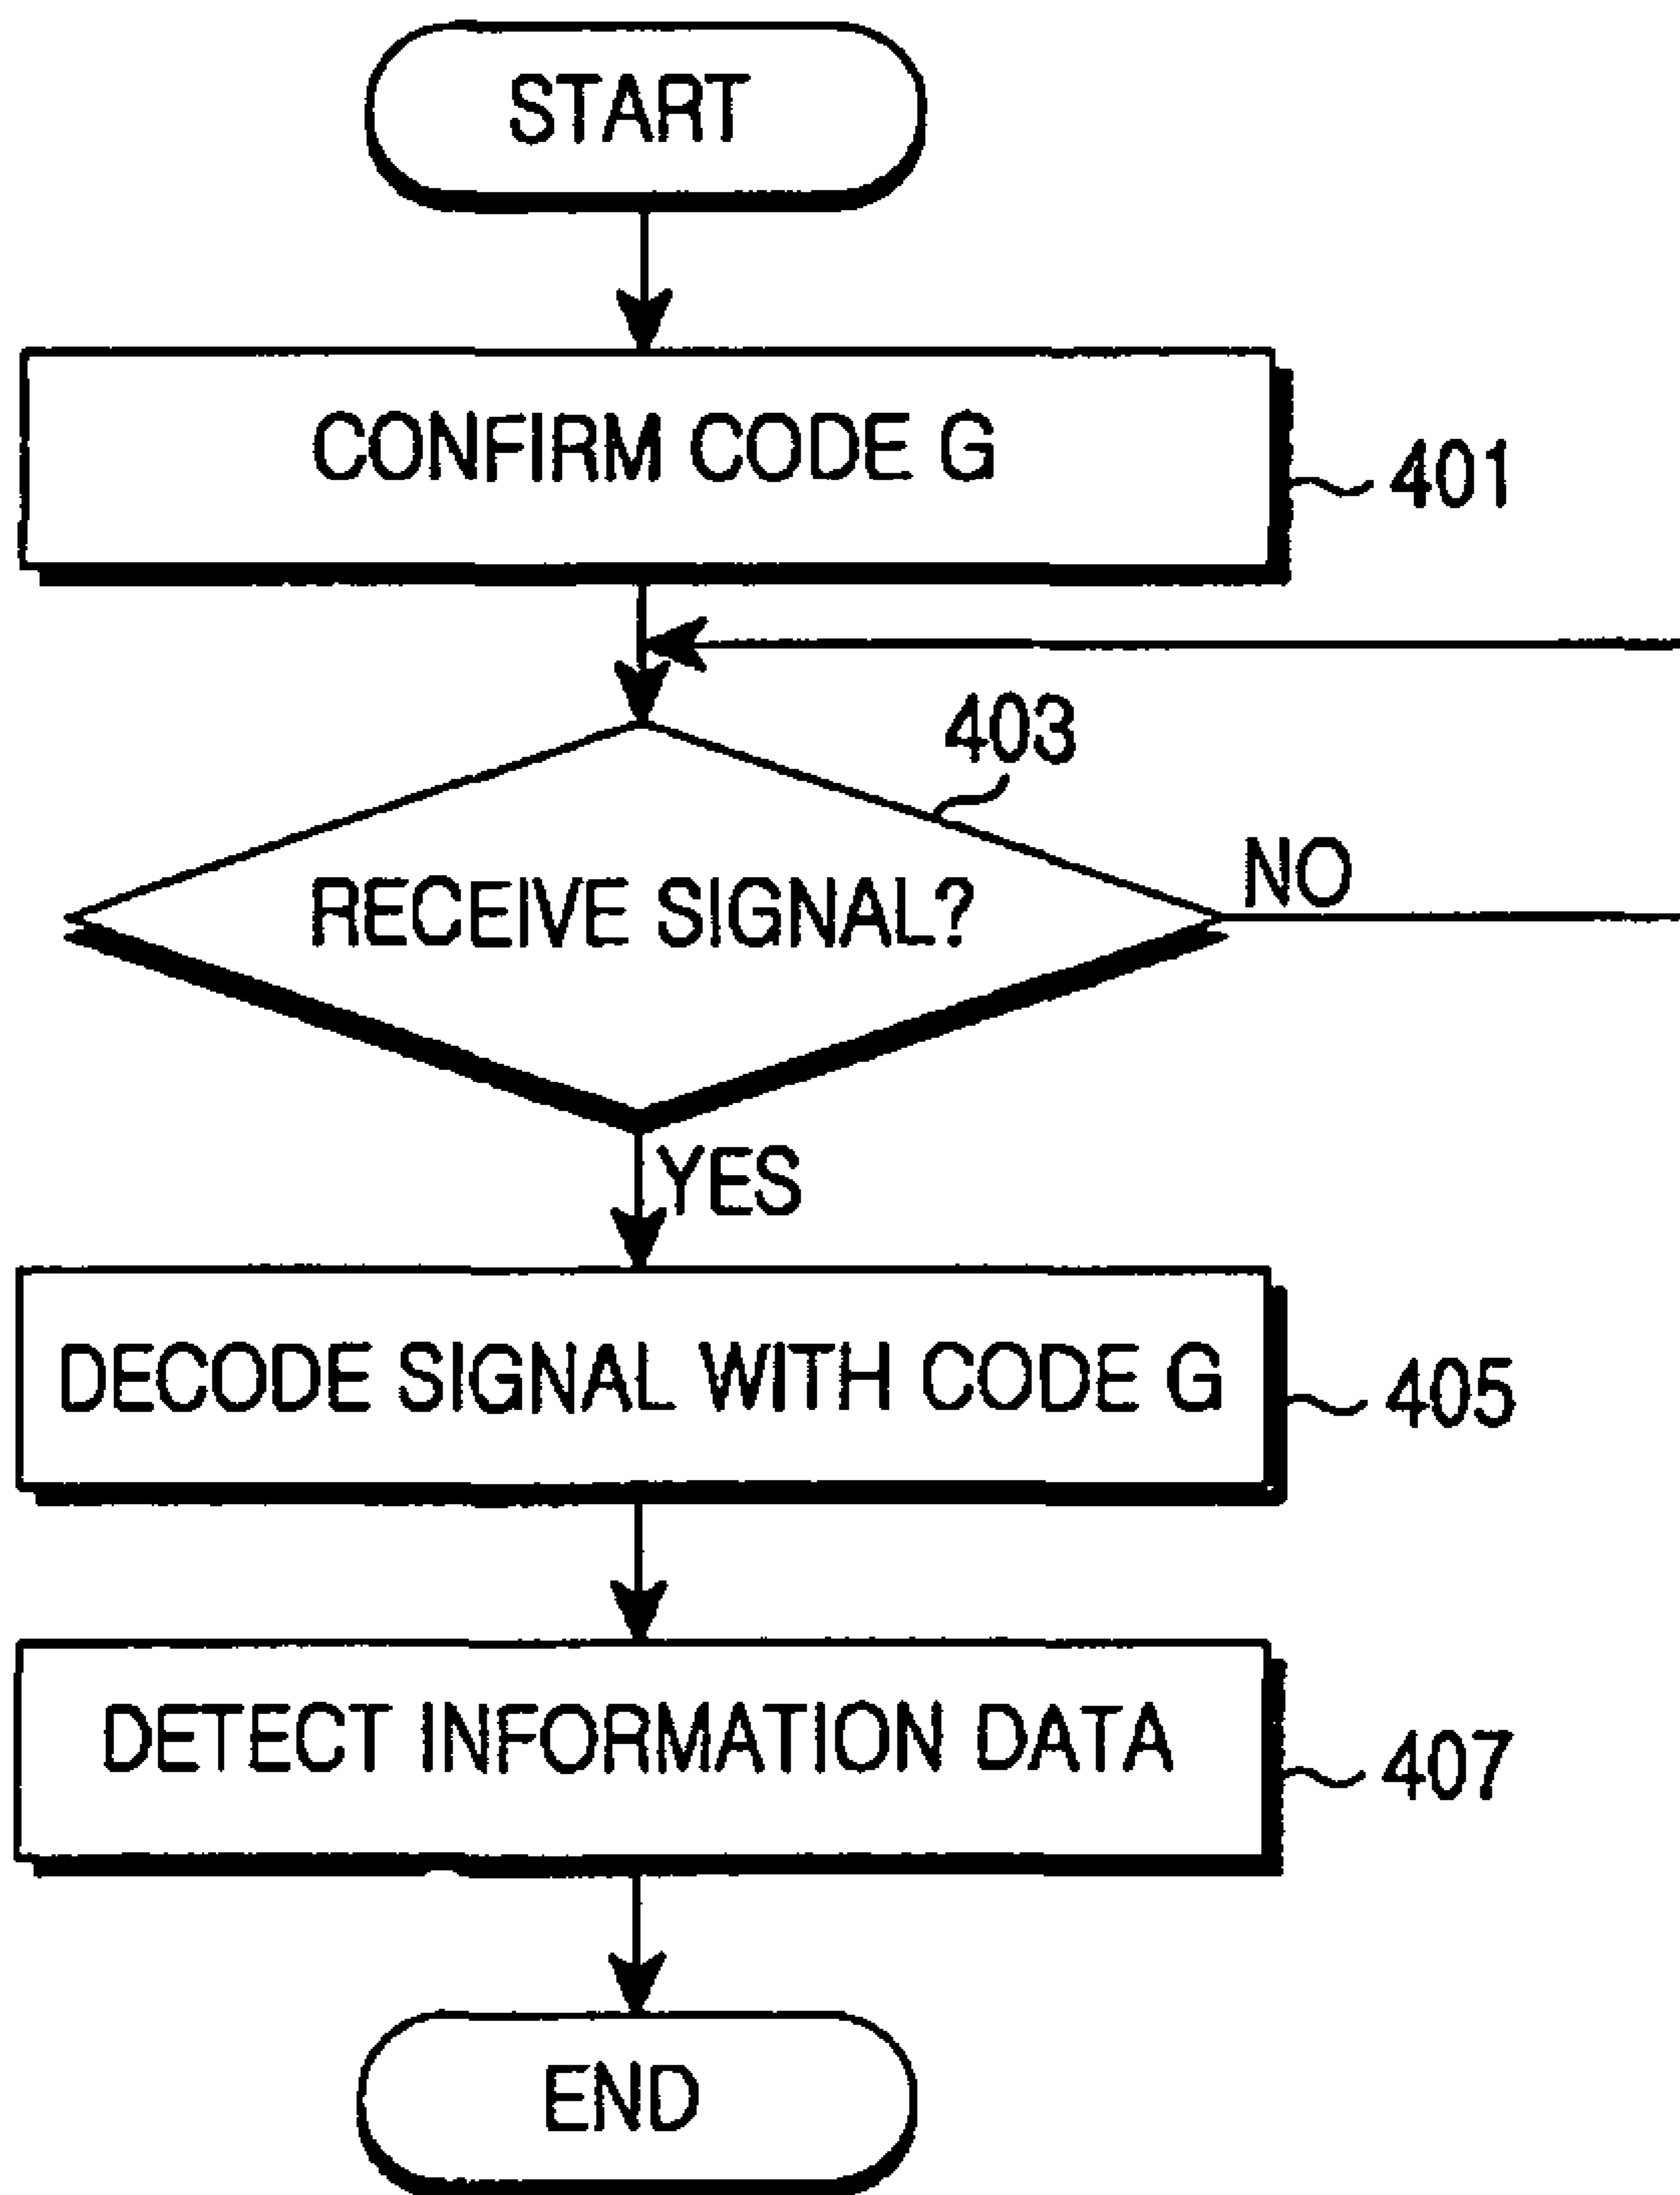 START
CONFIRM CODE G
401
403
RECEIVE SIGNAL?
NO
YES
DECODE SIGNAL WITH CODE G
405
DETECT INFORMATION DATA
407
END